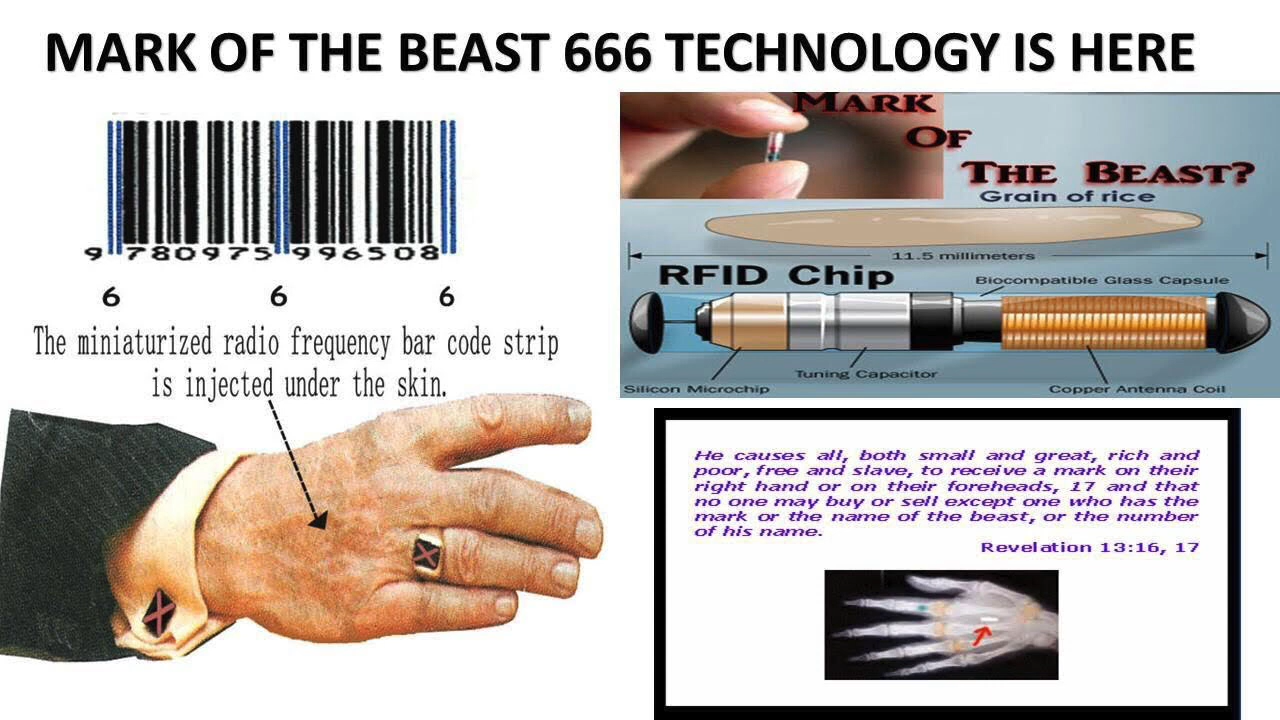 MARK OF THE BEAST 666 TECHNOLOGY IS HERE
9 780975 996508
6 6 6
The miniaturized radio frequency bar code strip
is injected under the skin.
MARK
OF
THE BEAST?
Grain of rice
11.5 millimeters
RFID Chip
Biocompatible Glass Capsule
Tuning Capacitor
Silicon Microchip
Copper Antenna Coil
He causes all, both small and great, rich and
poor, free and slave, to receive a mark on their
right hand or on their foreheads, 17 and that
no one may buy or sell except one who has the
mark or the name of the beast, or the number
of his name.
Revelation 13:16, 17